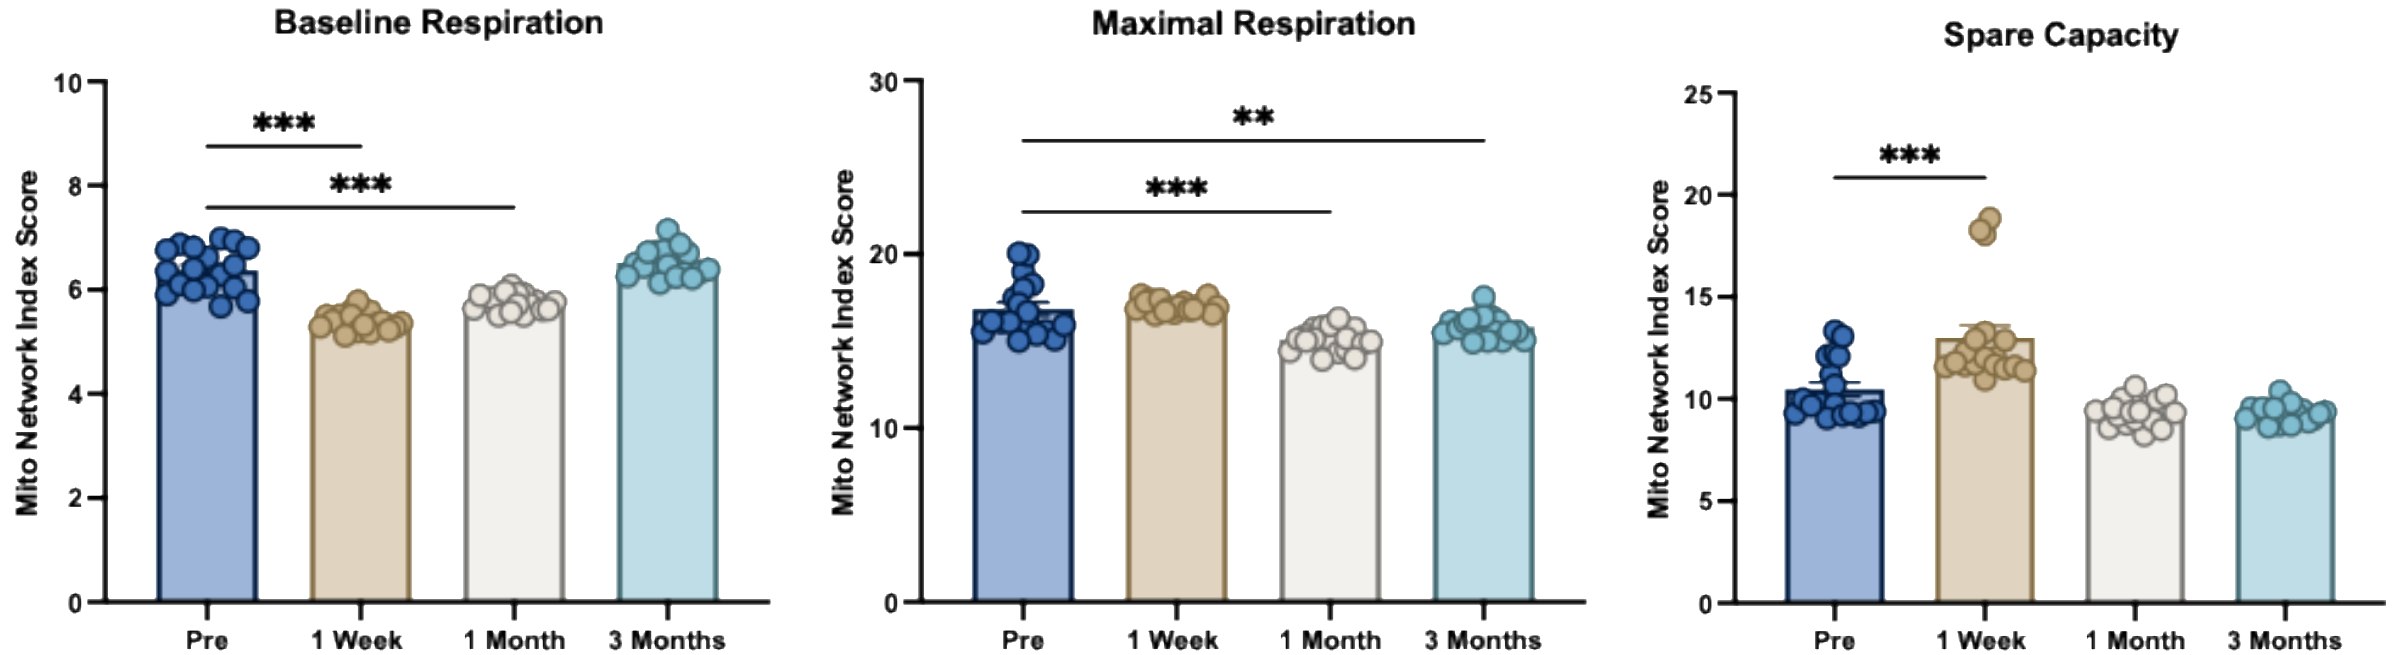 Baseline Respiration
Mito Network Index Score
10
8
6
4
2
0
***
***
Pre
1 Week
1 Month
3 Months
Maximal Respiration
Mito Network Index Score
30
20
10
0
**
***
Pre
1 Week
1 Month
3 Months
Spare Capacity
Mito Network Index Score
25
20
15
10
5
0
***
Pre
1 Week
1 Month
3 Months